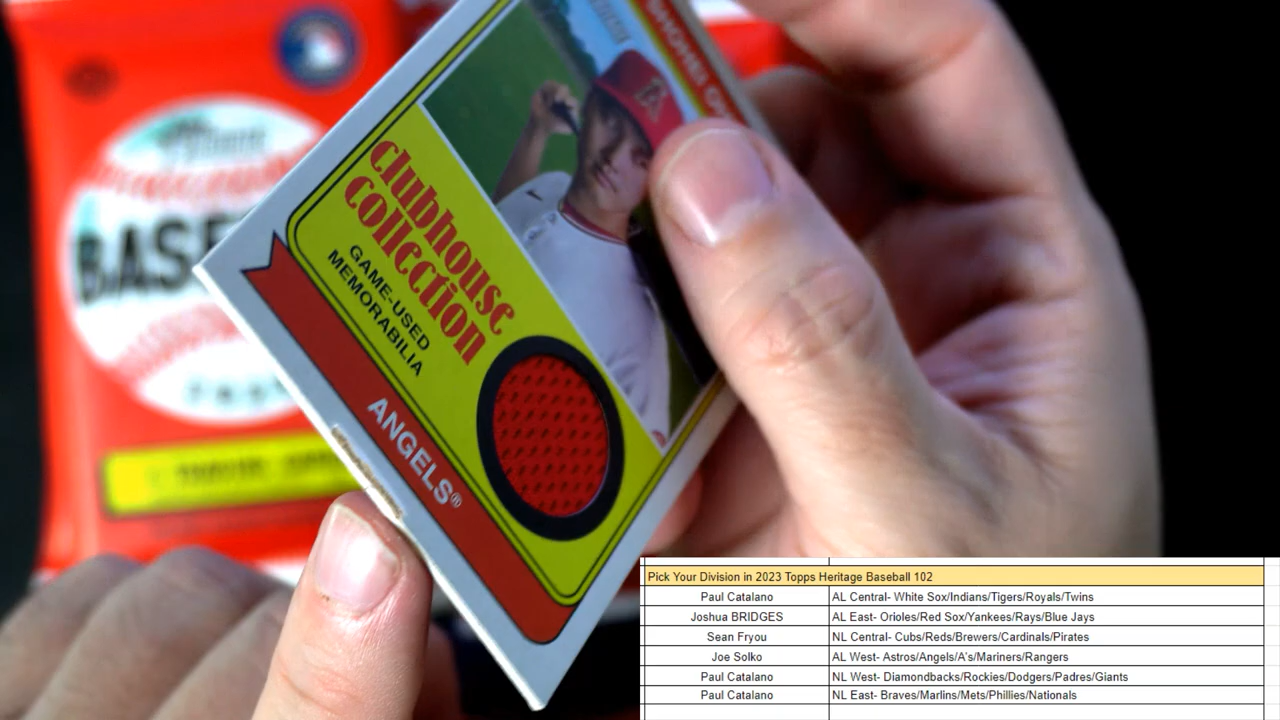 BASE
clubhouse
collection
GAME-USED
MEMORABILIA
ANGELS®
SHOHEI
A
Pick Your Division in 2023 Topps Heritage Baseball 102
Paul Catalano AL Central- White Sox/Indians/Tigers/Royals/Twins
Joshua BRIDGES AL East- Orioles/Red Sox/Yankees/Rays/Blue Jays
Sean Fryou NL Central- Cubs/Reds/Brewers/Cardinals/Pirates
Joe Solko AL West- Astros/Angels/A's/Mariners/Rangers
Paul Catalano NL West- Diamondbacks/Rockies/Dodgers/Padres/Giants
Paul Catalano NL East- Braves/Marlins/Mets/Phillies/Nationals